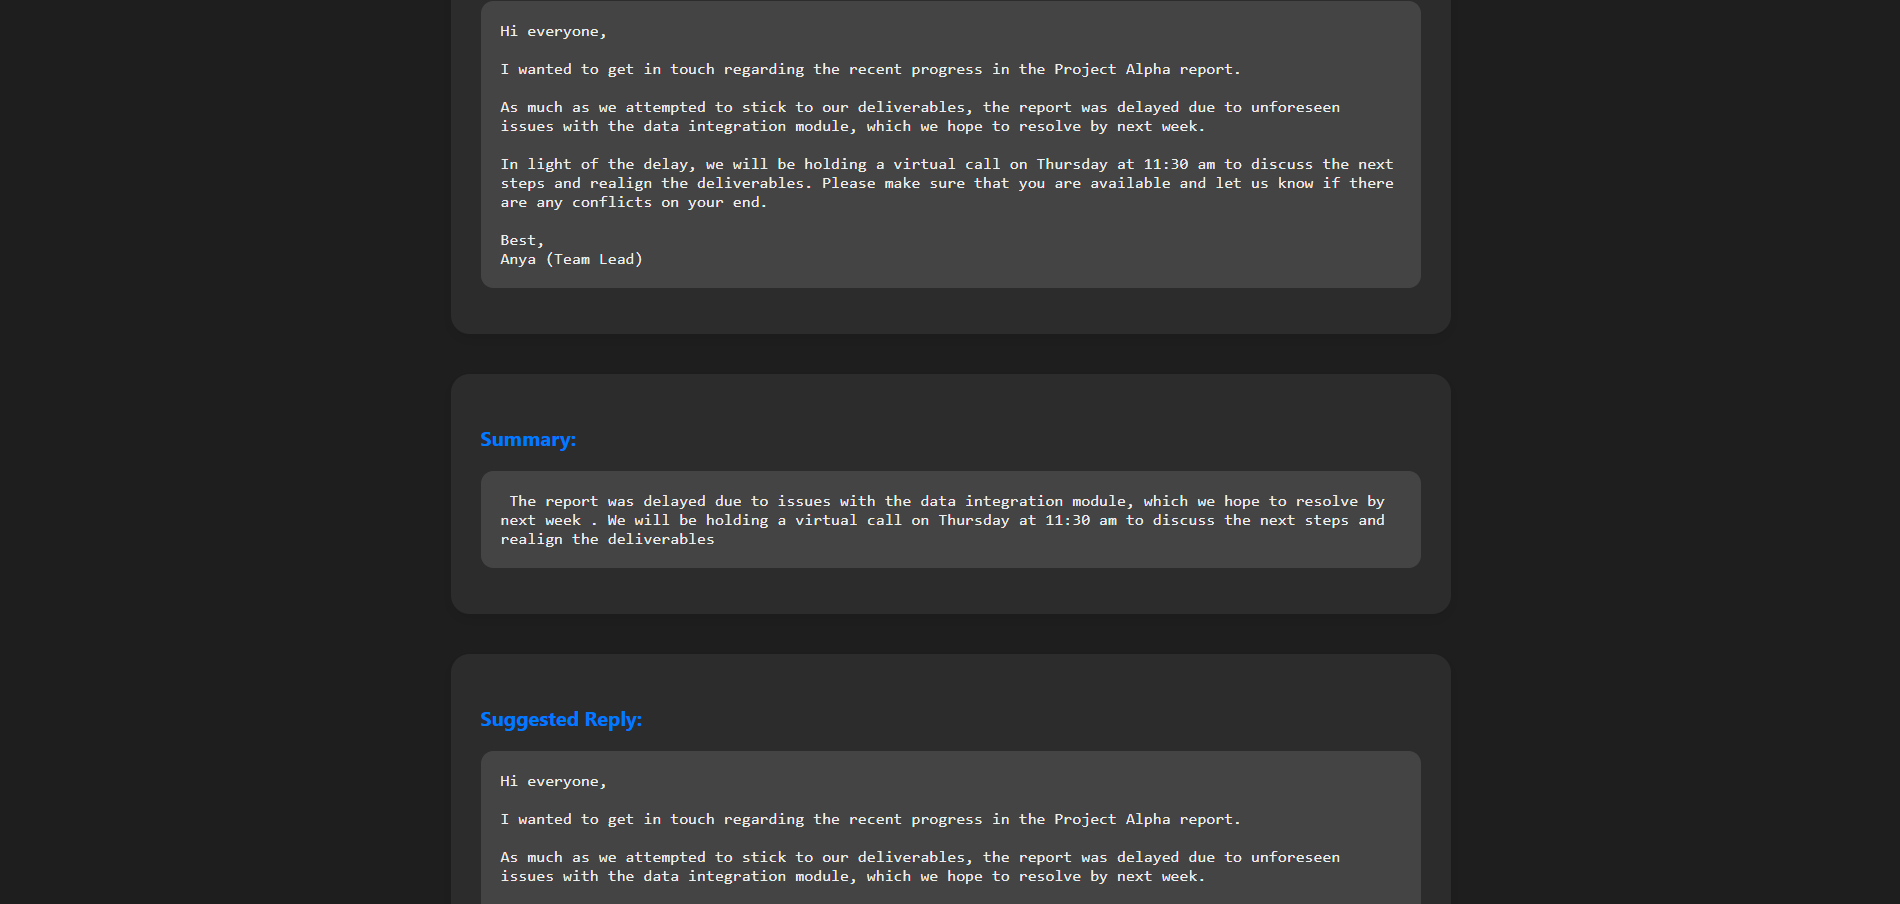 Hi everyone,
I wanted to get in touch regarding the recent progress in the Project Alpha report.
As much as we attempted to stick to our deliverables, the report was delayed due to unforeseen
issues with the data integration module, which we hope to resolve by next week.
In light of the delay, we will be holding a virtual call on Thursday at 11:30 am to discuss the next
steps and realign the deliverables. Please make sure that you are available and let us know if there
are any conflicts on your end.
Best,
Anya (Team Lead)
Summary:
The report was delayed due to issues with the data integration module, which we hope to resolve by
next week . We will be holding a virtual call on Thursday at 11:30 am to discuss the next steps and
realign the deliverables
Suggested Reply:
Hi everyone,
I wanted to get in touch regarding the recent progress in the Project Alpha report.
As much as we attempted to stick to our deliverables, the report was delayed due to unforeseen
issues with the data integration module, which we hope to resolve by next week.